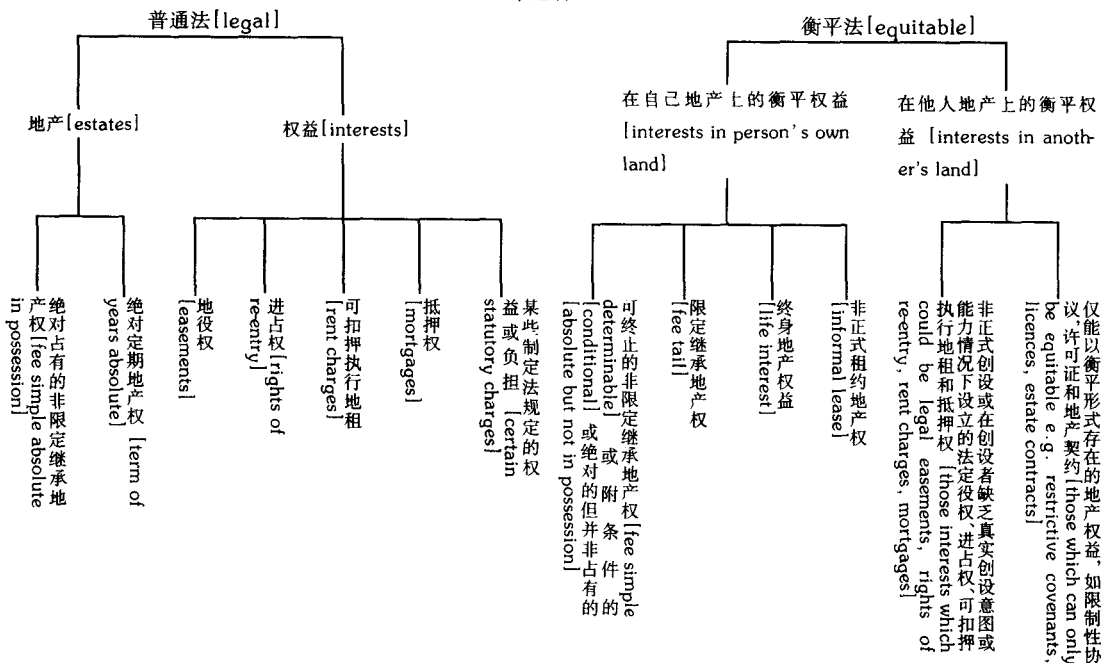 普通法[legal]
衡平法[equitable]
地产[estates]
权益[interests]
在自己地产上的衡平权益
[interests in person's own
land]
在他人地产上的衡平权
益 [interests in anoth-
er's land]
绝对占有的非限定继承地
产权[fee simple absolute
in possession]
绝对定期地产权 [term of
years absolute]
地役权
[easements]
进占权[rights of
re-entry]
可扣押执行地租
[rent charges]
抵押权
[mortgages]
某些制定法规定的权
益或负担 [certain
statutory charges]
可终止的非限定继承地产权[fee simple
determinable] 或附条件的
[conditional] 或绝对的但并非占有的
[absolute but not in possession]
限定继承地产权
[fee tail]
终身地产权益
[life interest]
非正式租约地产权
[informal lease]
非正式创设或在创设者缺乏真实创设意图或
能力情况下设立的法定役权、进占权、可扣押
执行地租和抵押权 [those interests which
could be legal easements, rights of
re-entry, rent charges, mortgages]
仅能以衡平形式存在的地产权益，如限制性协
议，许可证和地产契约[those which can only
be equitable e.g. restrictive covenants,
licences, estate contracts]